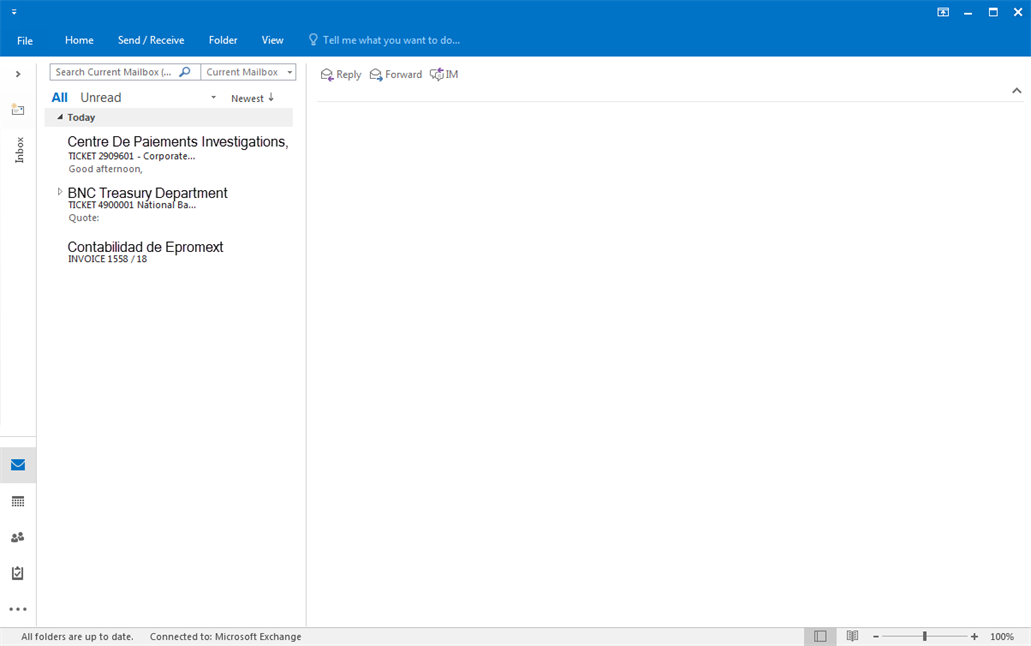 File Home Send / Receive Folder View Tell me what you want to do...
Search Current Mailbox (... Current Mailbox
All Unread Newest
Today
Centre De Paiements Investigations,
TICKET 2909601 - Corporate...
Good afternoon,
BNC Treasury Department
TICKET 4900001 National Ba...
Quote:
Contabilidad de Epromext
INVOICE 1558 / 18
Inbox
Reply Forward IM
All folders are up to date. Connected to: Microsoft Exchange 100%